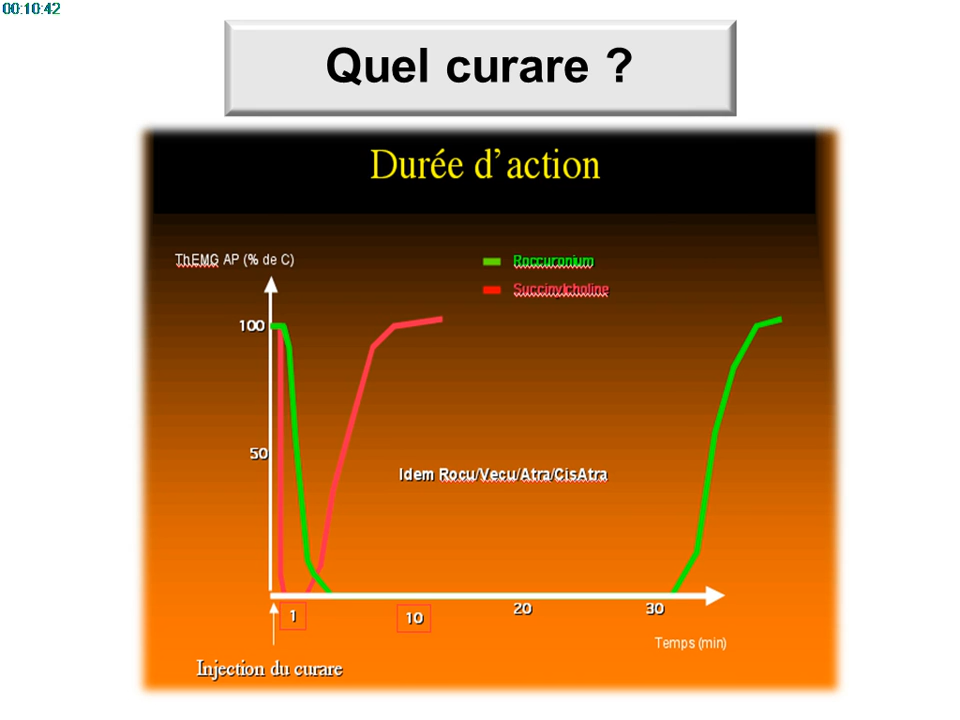 00:10:42
Quel curare ?
Durée d'action
ThEMG AP (% de C)
Roccuronium
Succinylcholine
100
50
Idem Rocu/Vecu/Atra/CisAtra
1
10
20
30
Temps (min)
Injection du curare